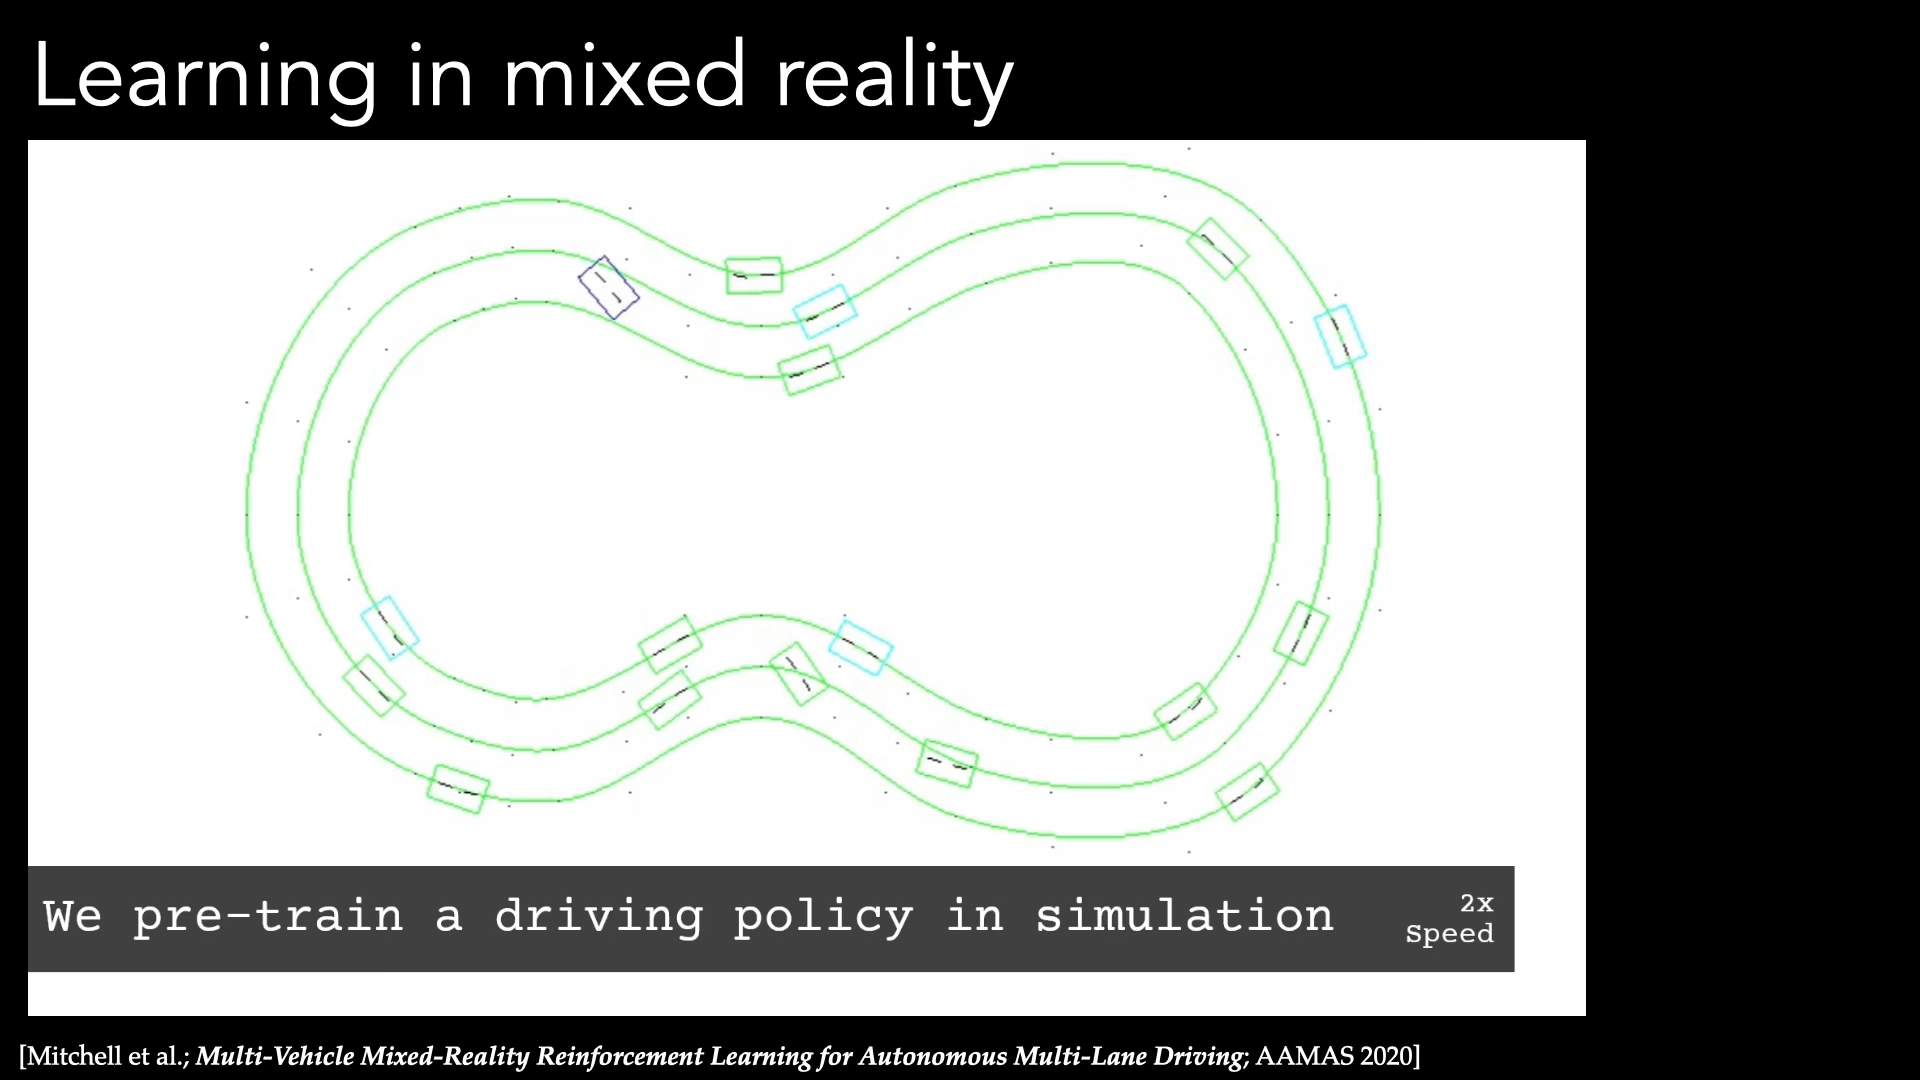 Learning in mixed reality
We pre-train a driving policy in simulation
2x
Speed
[Mitchell et al.; Multi-Vehicle Mixed-Reality Reinforcement Learning for Autonomous Multi-Lane Driving; AAMAS 2020]